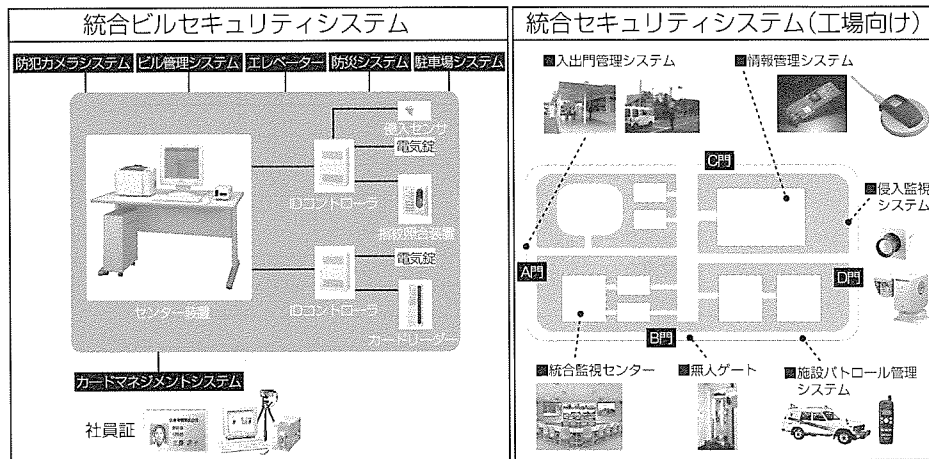 統合ビルセキュリティシステム
防犯カメラシステム
ビル管理システム
エレベーター
防災システム
駐車場システム
侵入センサ
電気錠
IDコントローラ
指紋照合装置
電気錠
IDコントローラ
カードリーダー
センター装置
カードマネジメントシステム
社員証
統合セキュリティシステム(工場向け)
■入出門管理システム
■情報管理システム
C門
■侵入監視
システム
A門
D門
B門
■統合監視センター
■無人ゲート
■施設パトロール管理
システム